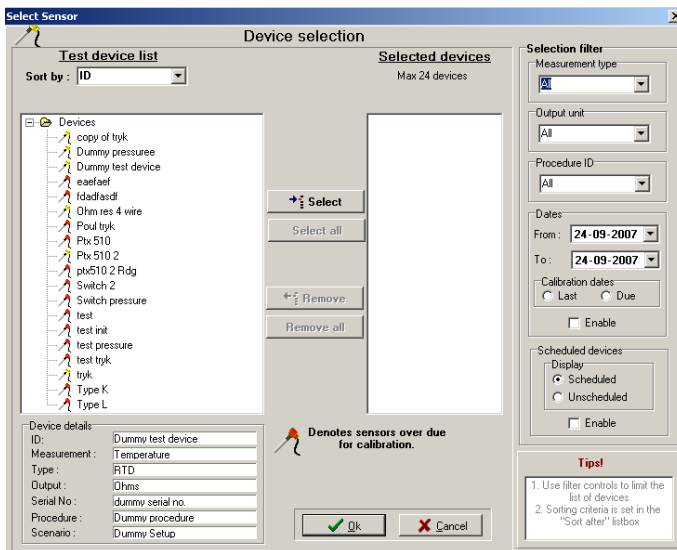 Select Sensor
Device selection
Test device list
Sort by : ID
Selected devices
Max 24 devices
Devices
copy of tryk
Dummy pressuree
Dummy test device
eaefaef
fdadfasdf
Ohm res 4 wire
Poul tryk
Ptx 510
Ptx 510 2
ptx510 2 Rdg
Switch 2
Switch pressure
test
test init
test pressure
test tryk
tryk
Type K
Type L
Select
Select all
Remove
Remove all
Device details
ID: Dummy test device
Measurement : Temperature
Type : RTD
Output : Ohms
Serial No : dummy serial no.
Procedure : Dummy procedure
Scenario : Dummy Setup
Denotes sensors over due
for calibration.
Ok
Cancel
Selection filter
Measurement type
All
Output unit
All
Procedure ID
All
Dates
From : 24-09-2007
To : 24-09-2007
Calibration dates
Last Due
Enable
Scheduled devices
Display
Scheduled
Unscheduled
Enable
Tips!
1. Use filter controls to limit the
list of devices
2. Sorting criteria is set in the
"Sort after" listbox